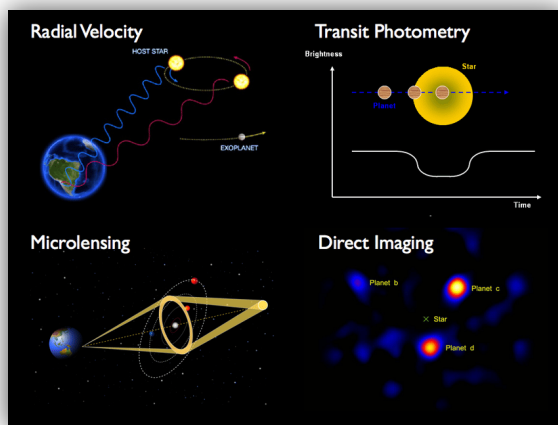 Radial Velocity
HOST STAR
EXOPLANET
Transit Photometry
Brightness
Star
Planet
Time
Microlensing
Direct Imaging
Planet b
Planet c
Star
Planet d